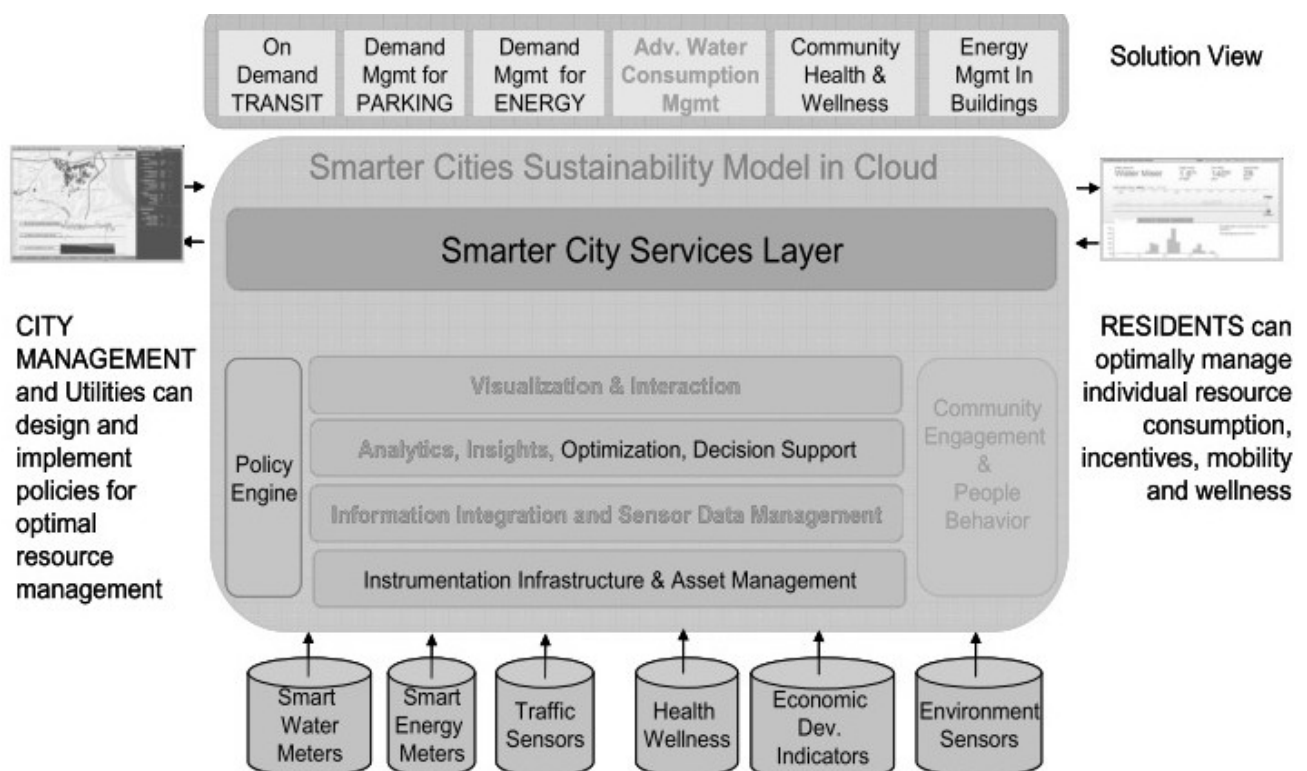 On
Demand
TRANSIT
Demand
Mgmt for
PARKING
Demand
Mgmt for
ENERGY
Adv. Water
Consumption
Mgmt
Community
Health &
Wellness
Energy
Mgmt In
Buildings
Solution View
Smarter Cities Sustainability Model in Cloud
Smarter City Services Layer
Water Meter
CITY
MANAGEMENT
and Utilities can
design and
implement
policies for
optimal
resource
management
Policy
Engine
Visualization & Interaction
Analytics, Insights, Optimization, Decision Support
Information Integration and Sensor Data Management
Instrumentation Infrastructure & Asset Management
Community
Engagement
&
People
Behavior
RESIDENTS can
optimally manage
individual resource
consumption,
incentives, mobility
and wellness
Smart
Water
Meters
Smart
Energy
Meters
Traffic
Sensors
Health
Wellness
Economic
Dev.
Indicators
Environment
Sensors